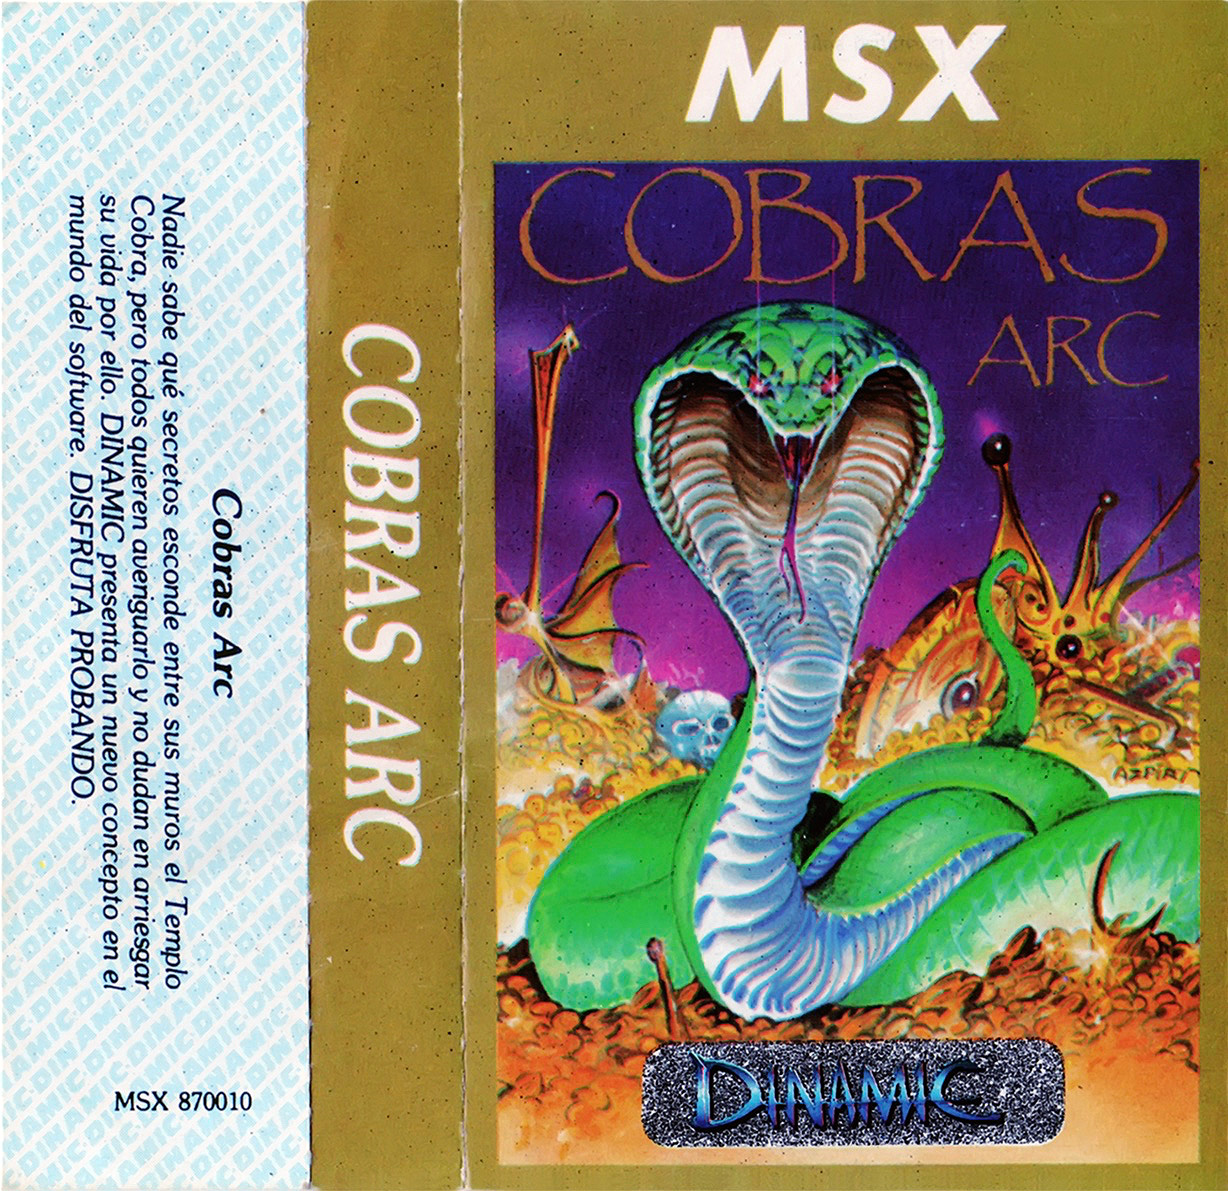 Cobras Arc
Nadie sabe qué secretos esconde entre sus muros el Templo
Cobra, pero todos quieren averiguarlo y no dudan en arriesgar
su vida por ello. DINAMIC presenta un nuevo concepto en el
mundo del software. DISFRUTA PROBANDO.
MSX 870010
COBRAS ARC
MSX
COBRAS
ARC
AZPIRI
DINAMIC